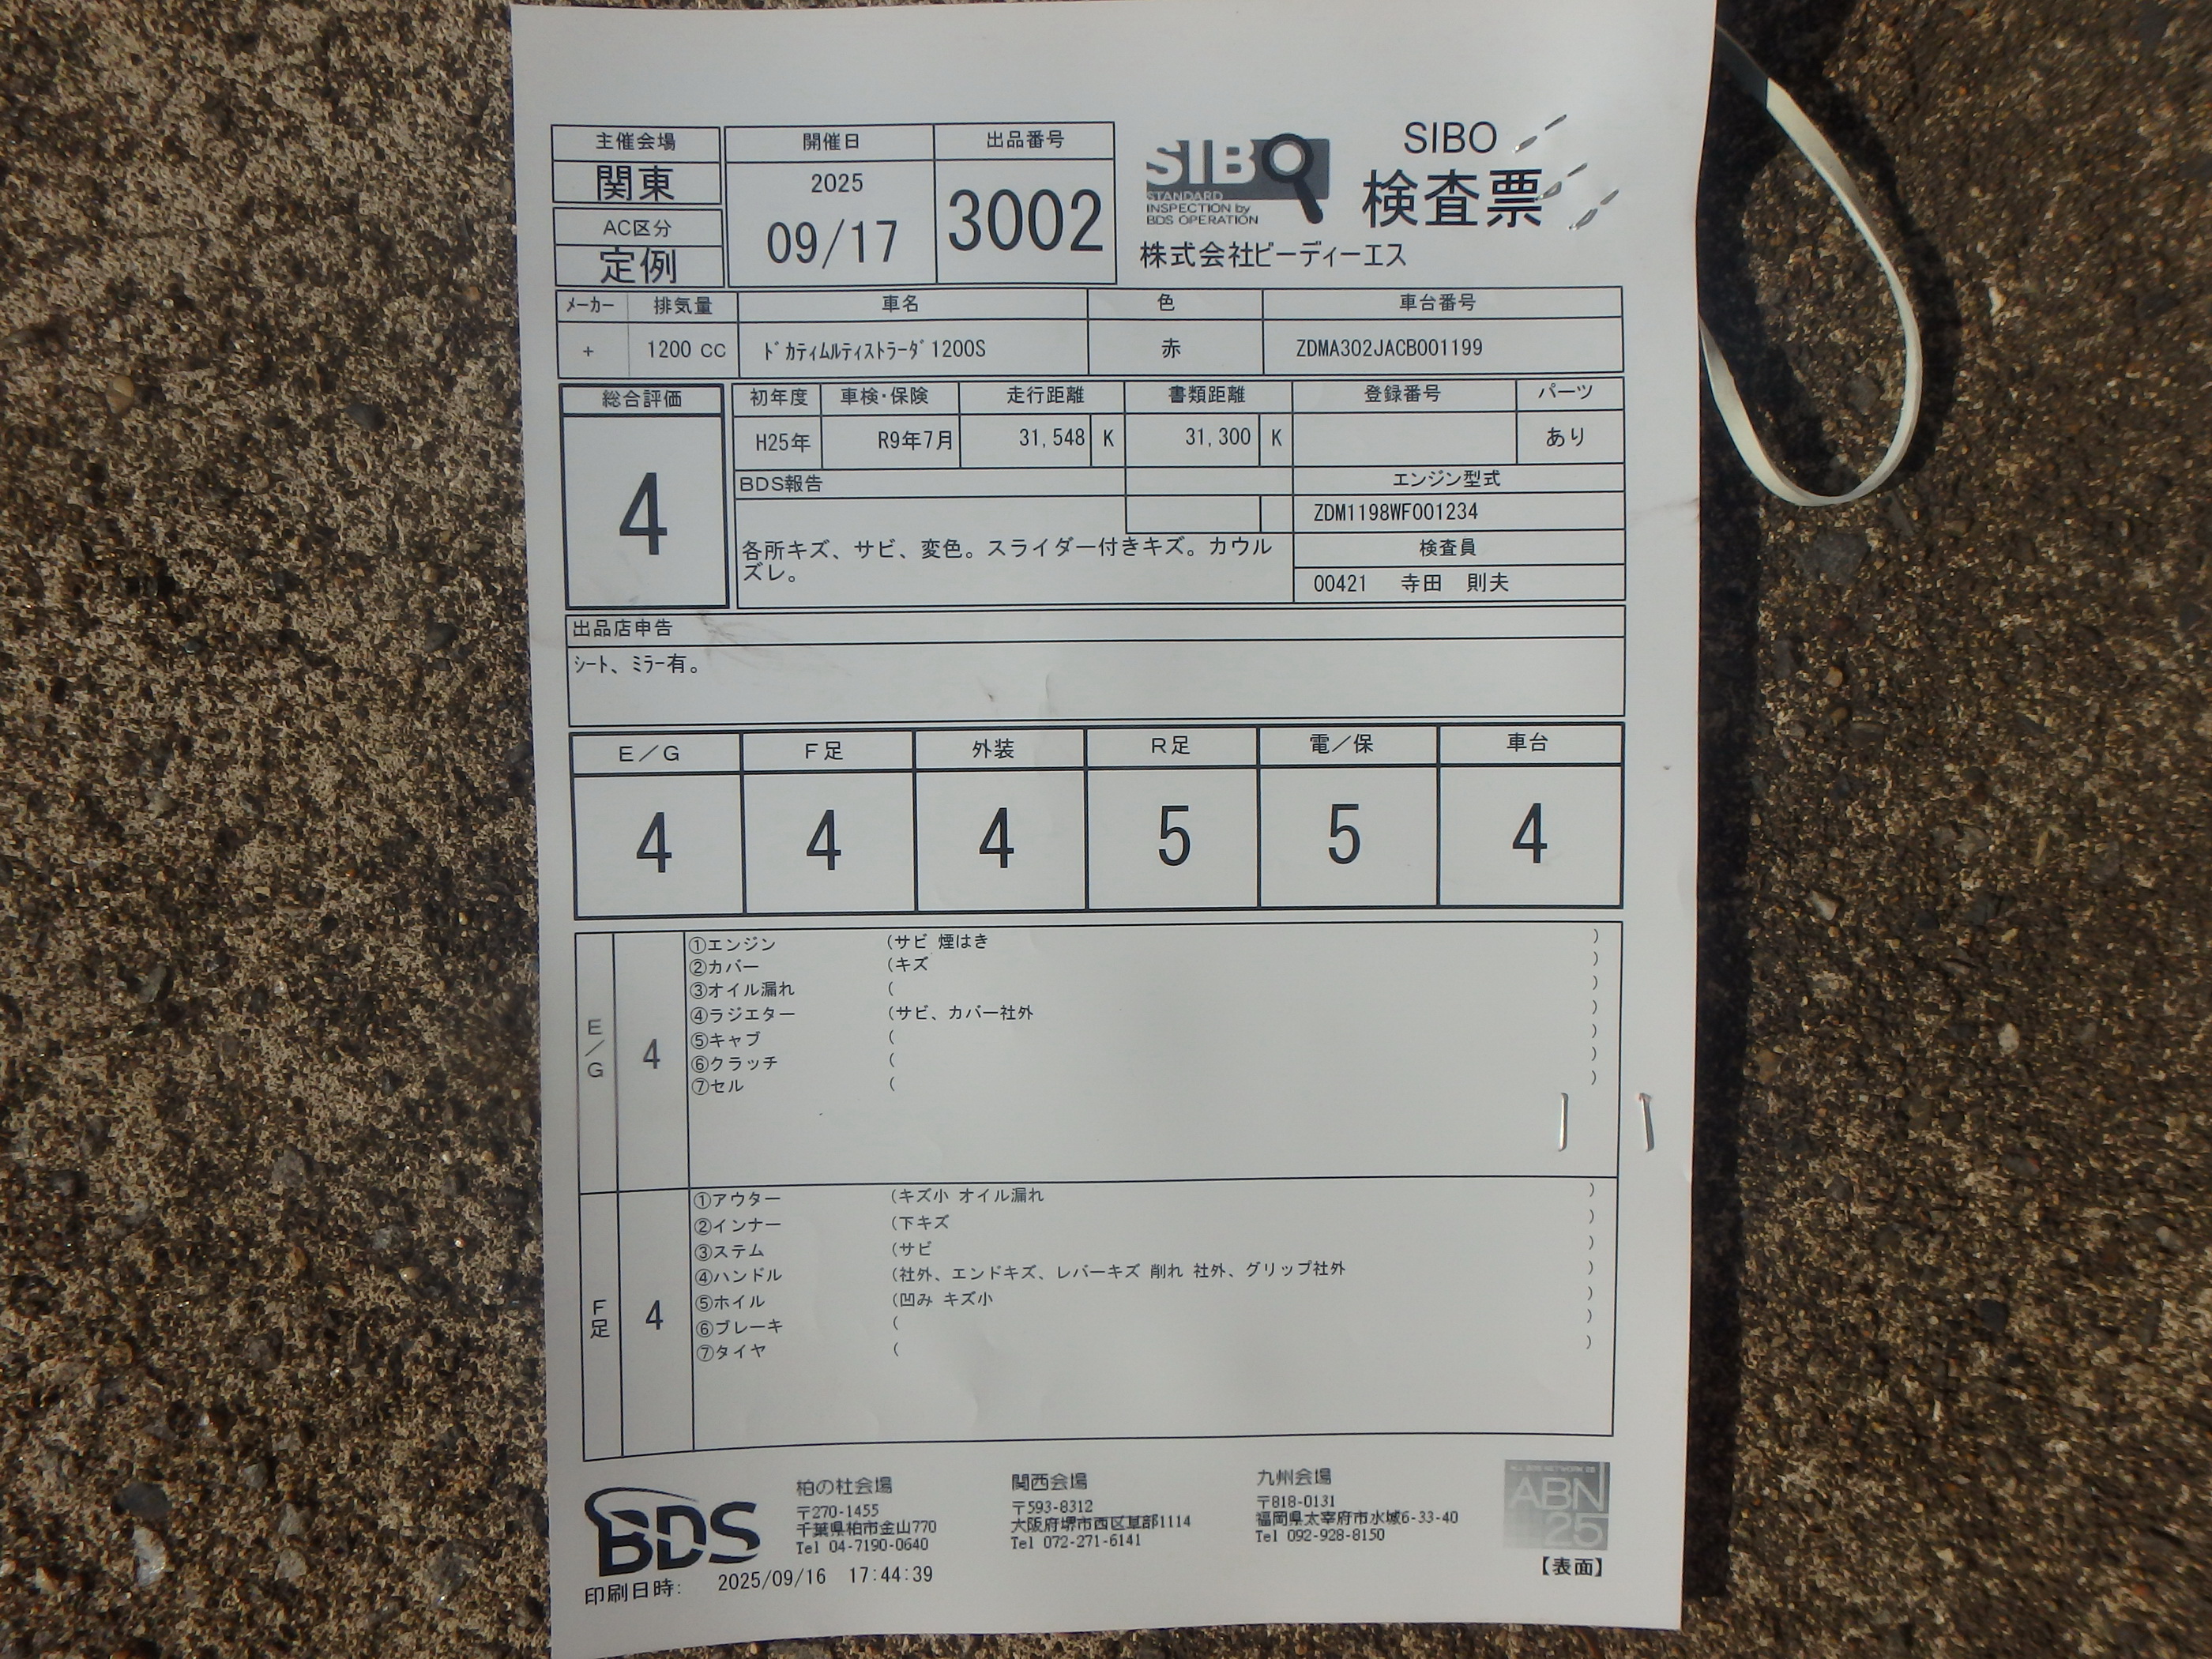 主催会場
関東
AC区分
定例
開催日
2025
09/17
出品番号
3002
SIBO
STANDARD
INSPECTION by
BDS OPERATION
SIBO
検査票
株式会社ビーディーエス
メーカー 排気量 車名 色 車台番号
+ 1200 CC ﾄﾞｶﾃｨﾑﾙﾃｨｽﾄﾗｰﾀﾞ1200S 赤 ZDMA302JACB001199
総合評価
4
初年度 車検・保険 走行距離 書類距離 登録番号 パーツ
H25年 R9年7月 31,548 K 31,300 K あり
BDS報告
エンジン型式
ZDM1198WF001234
各所キズ、サビ、変色。スライダー付きキズ。カウル
ズレ。
検査員
00421 寺田 則夫
出品店申告
ｼｰﾄ、ﾐﾗｰ有。
E／G F足 外装 R足 電／保 車台
4 4 4 5 5 4
E／G 4
①エンジン (サビ 煙はき )
②カバー (キズ )
③オイル漏れ ( )
④ラジエター (サビ、カバー社外 )
⑤キャブ ( )
⑥クラッチ ( )
⑦セル ( )
F足 4
①アウター (キズ小 オイル漏れ )
②インナー (下キズ )
③ステム (サビ )
④ハンドル (社外、エンドキズ、レバーキズ 削れ 社外、グリップ社外 )
⑤ホイル (凹み キズ小 )
⑥ブレーキ ( )
⑦タイヤ ( )
BDS
柏の杜会場
〒270-1455
千葉県柏市金山770
Tel 04-7190-0640
関西会場
〒593-8312
大阪府堺市西区草部1114
Tel 072-271-6141
九州会場
〒818-0131
福岡県太宰府市水城6-33-40
Tel 092-928-8150
ABN
25
【表面】
印刷日時: 2025/09/16 17:44:39